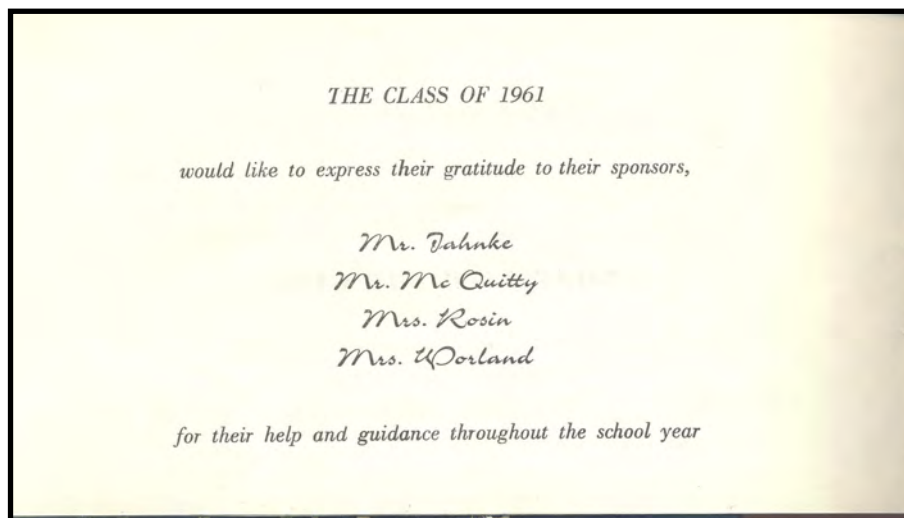 THE CLASS OF 1961
would like to express their gratitude to their sponsors,
Mr. Jahnke
Mr. Mc Quitty
Mrs. Rosin
Mrs. Worland
for their help and guidance throughout the school year